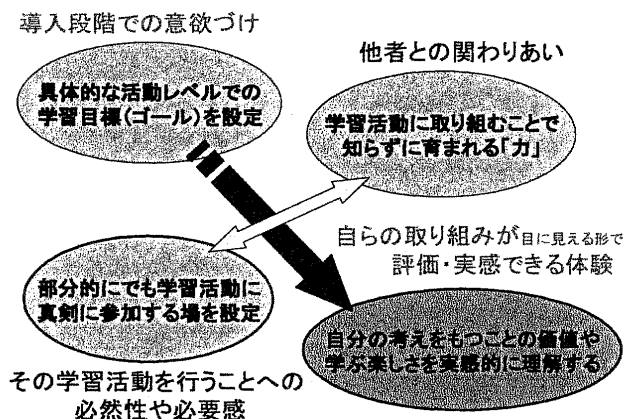 導入段階での意欲づけ
具体的な活動レベルでの
学習目標(ゴール)を設定
他者との関わりあい
学習活動に取り組むことで
知らずに育まれる「力」
部分的にでも学習活動に
真剣に参加する場を設定
その学習活動を行うことへの
必然性や必要感
自らの取り組みが目に見える形で
評価・実感できる体験
自分の考えをもつことの価値や
学ぶ楽しさを実感的に理解する